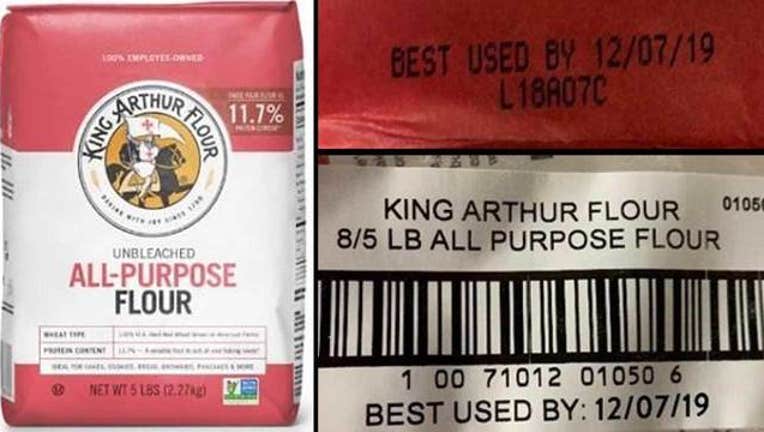 100% EMPLOYEE-OWNED
11.7%
KING ARTHUR FLOUR
UNBLEACHED
ALL-PURPOSE
FLOUR
WHEAT TYPE
PROTEIN CONTENT
NET WT 5 LBS (2.27kg)
BEST USED BY 12/07/19
L18A07C
KING ARTHUR FLOUR
8/5 LB ALL PURPOSE FLOUR
1 00 71012 01050 6
BEST USED BY: 12/07/19